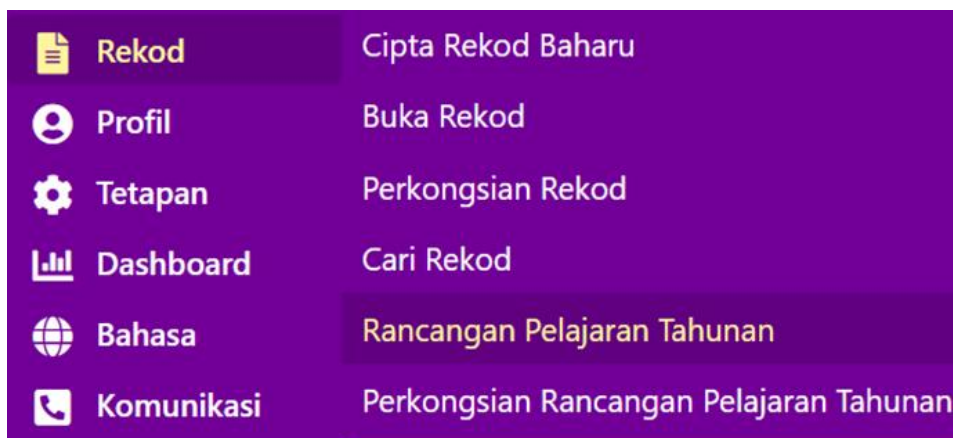 Rekod
Profil
Tetapan
Dashboard
Bahasa
Komunikasi
Cipta Rekod Baharu
Buka Rekod
Perkongsian Rekod
Cari Rekod
Rancangan Pelajaran Tahunan
Perkongsian Rancangan Pelajaran Tahunan